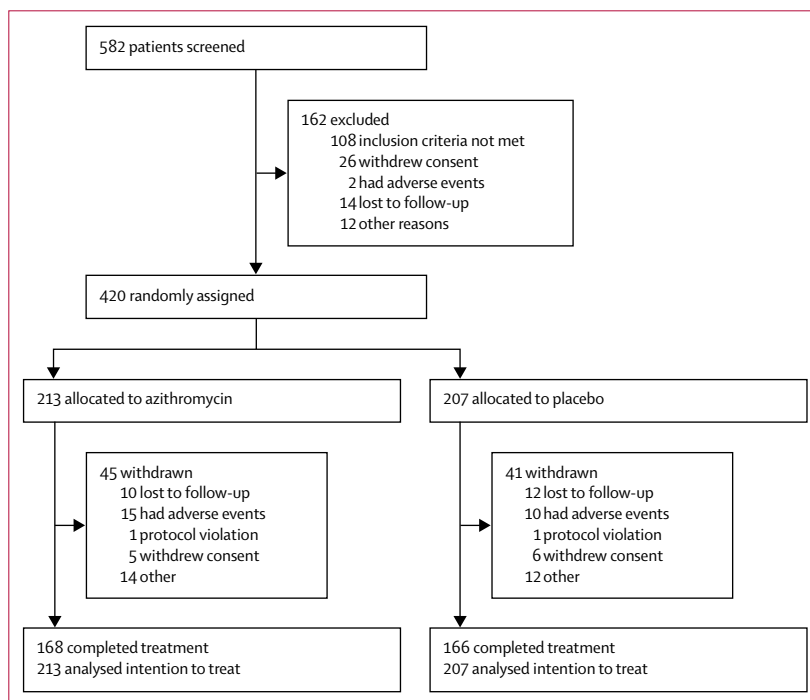 582 patients screened
162 excluded
108 inclusion criteria not met
26 withdrew consent
2 had adverse events
14 lost to follow-up
12 other reasons
420 randomly assigned
213 allocated to azithromycin
207 allocated to placebo
45 withdrawn
10 lost to follow-up
15 had adverse events
1 protocol violation
5 withdrew consent
14 other
41 withdrawn
12 lost to follow-up
10 had adverse events
1 protocol violation
6 withdrew consent
12 other
168 completed treatment
213 analysed intention to treat
166 completed treatment
207 analysed intention to treat